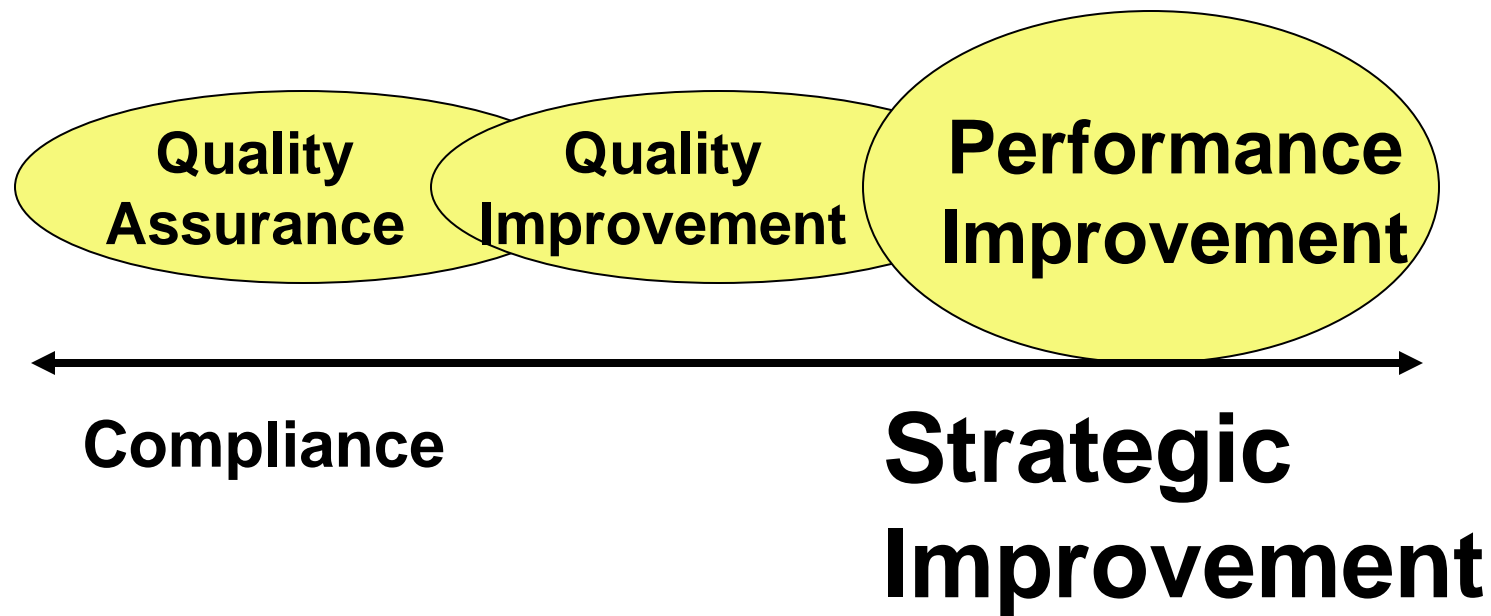 Quality
Assurance
Quality
Improvement
Performance
Improvement
Compliance
Strategic
Improvement